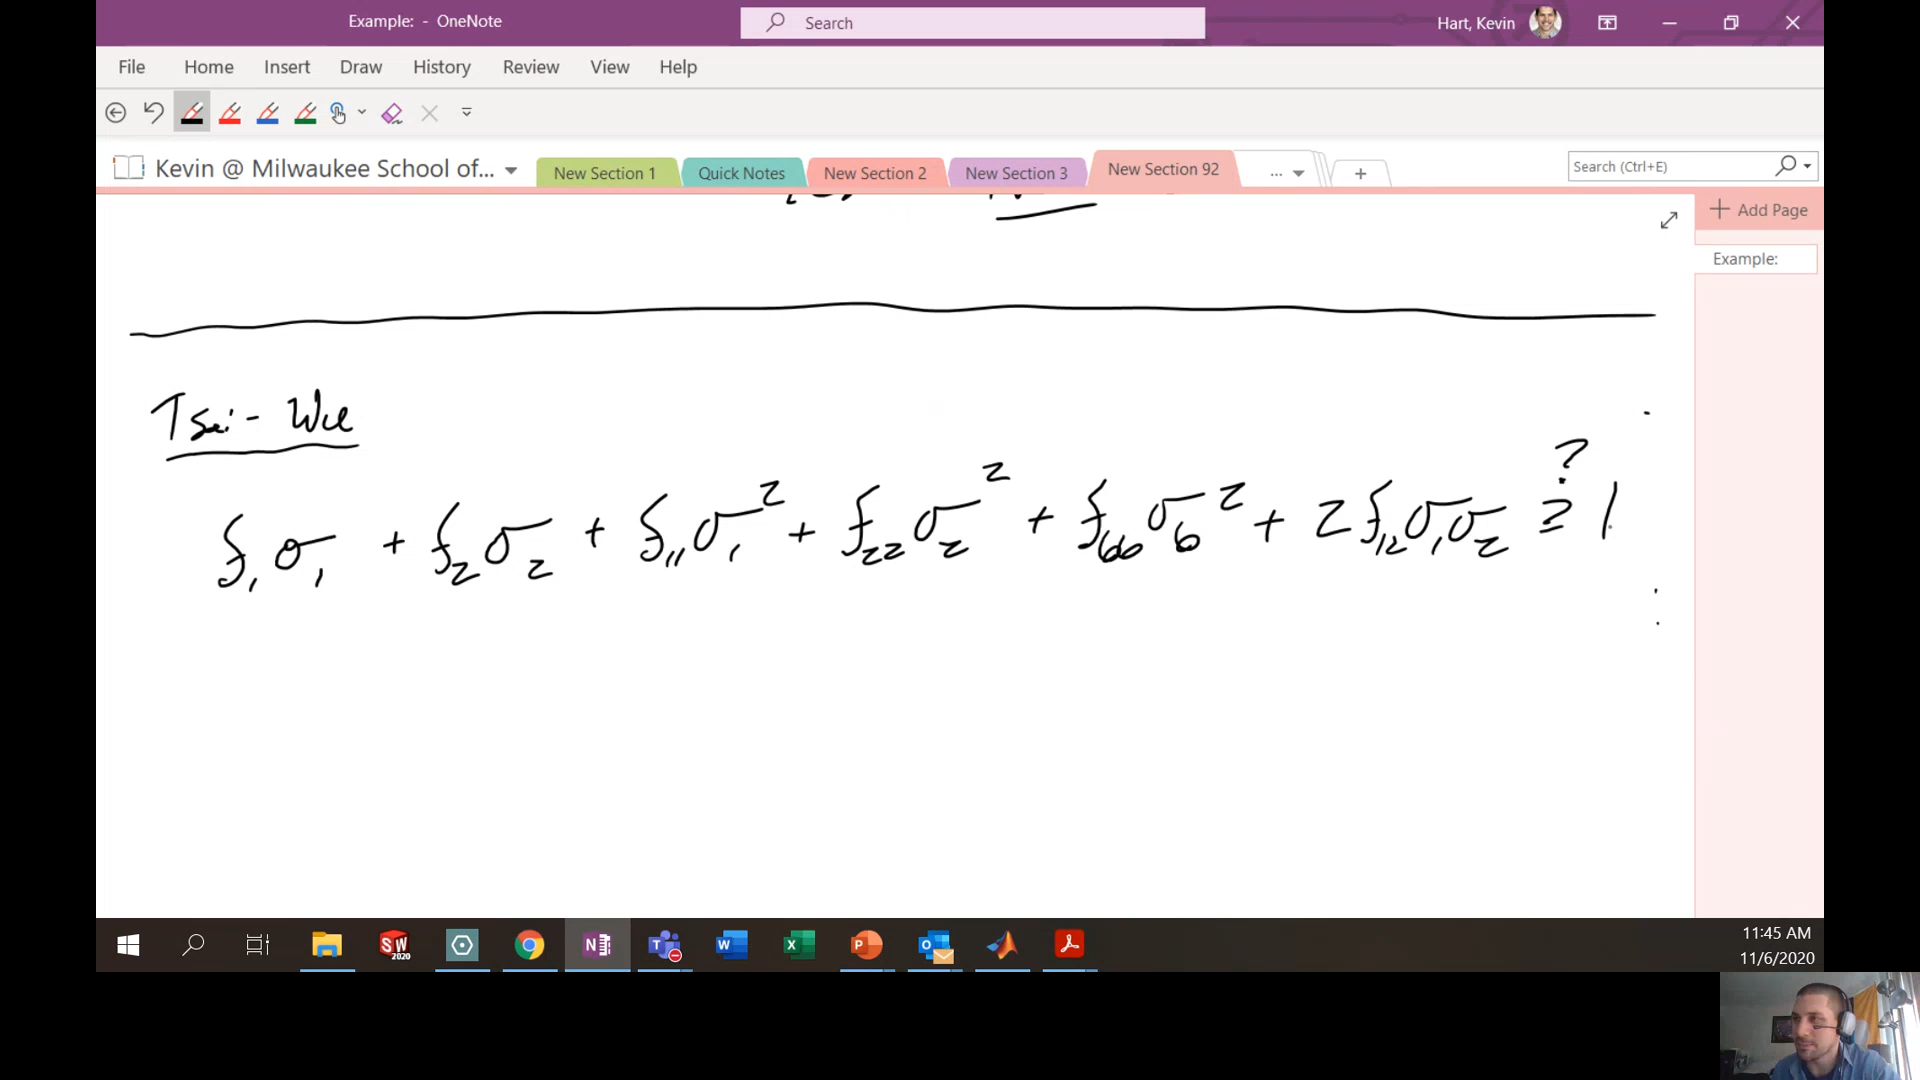 Example: - OneNote
Search
Hart, Kevin
File Home Insert Draw History Review View Help
Kevin @ Milwaukee School of...
New Section 1
Quick Notes
New Section 2
New Section 3
New Section 92
...
Search (Ctrl+E)
Add Page
Example:
Tsai-Wu
f₁σ₁ + f₂σ₂ + f₁₁σ₁² + f₂₂σ₂² + f₆₆σ₆² + 2f₁₂σ₁σ₂ ≥? 1
SW
2020
N
T
W
X
P
O
11:45 AM
11/6/2020